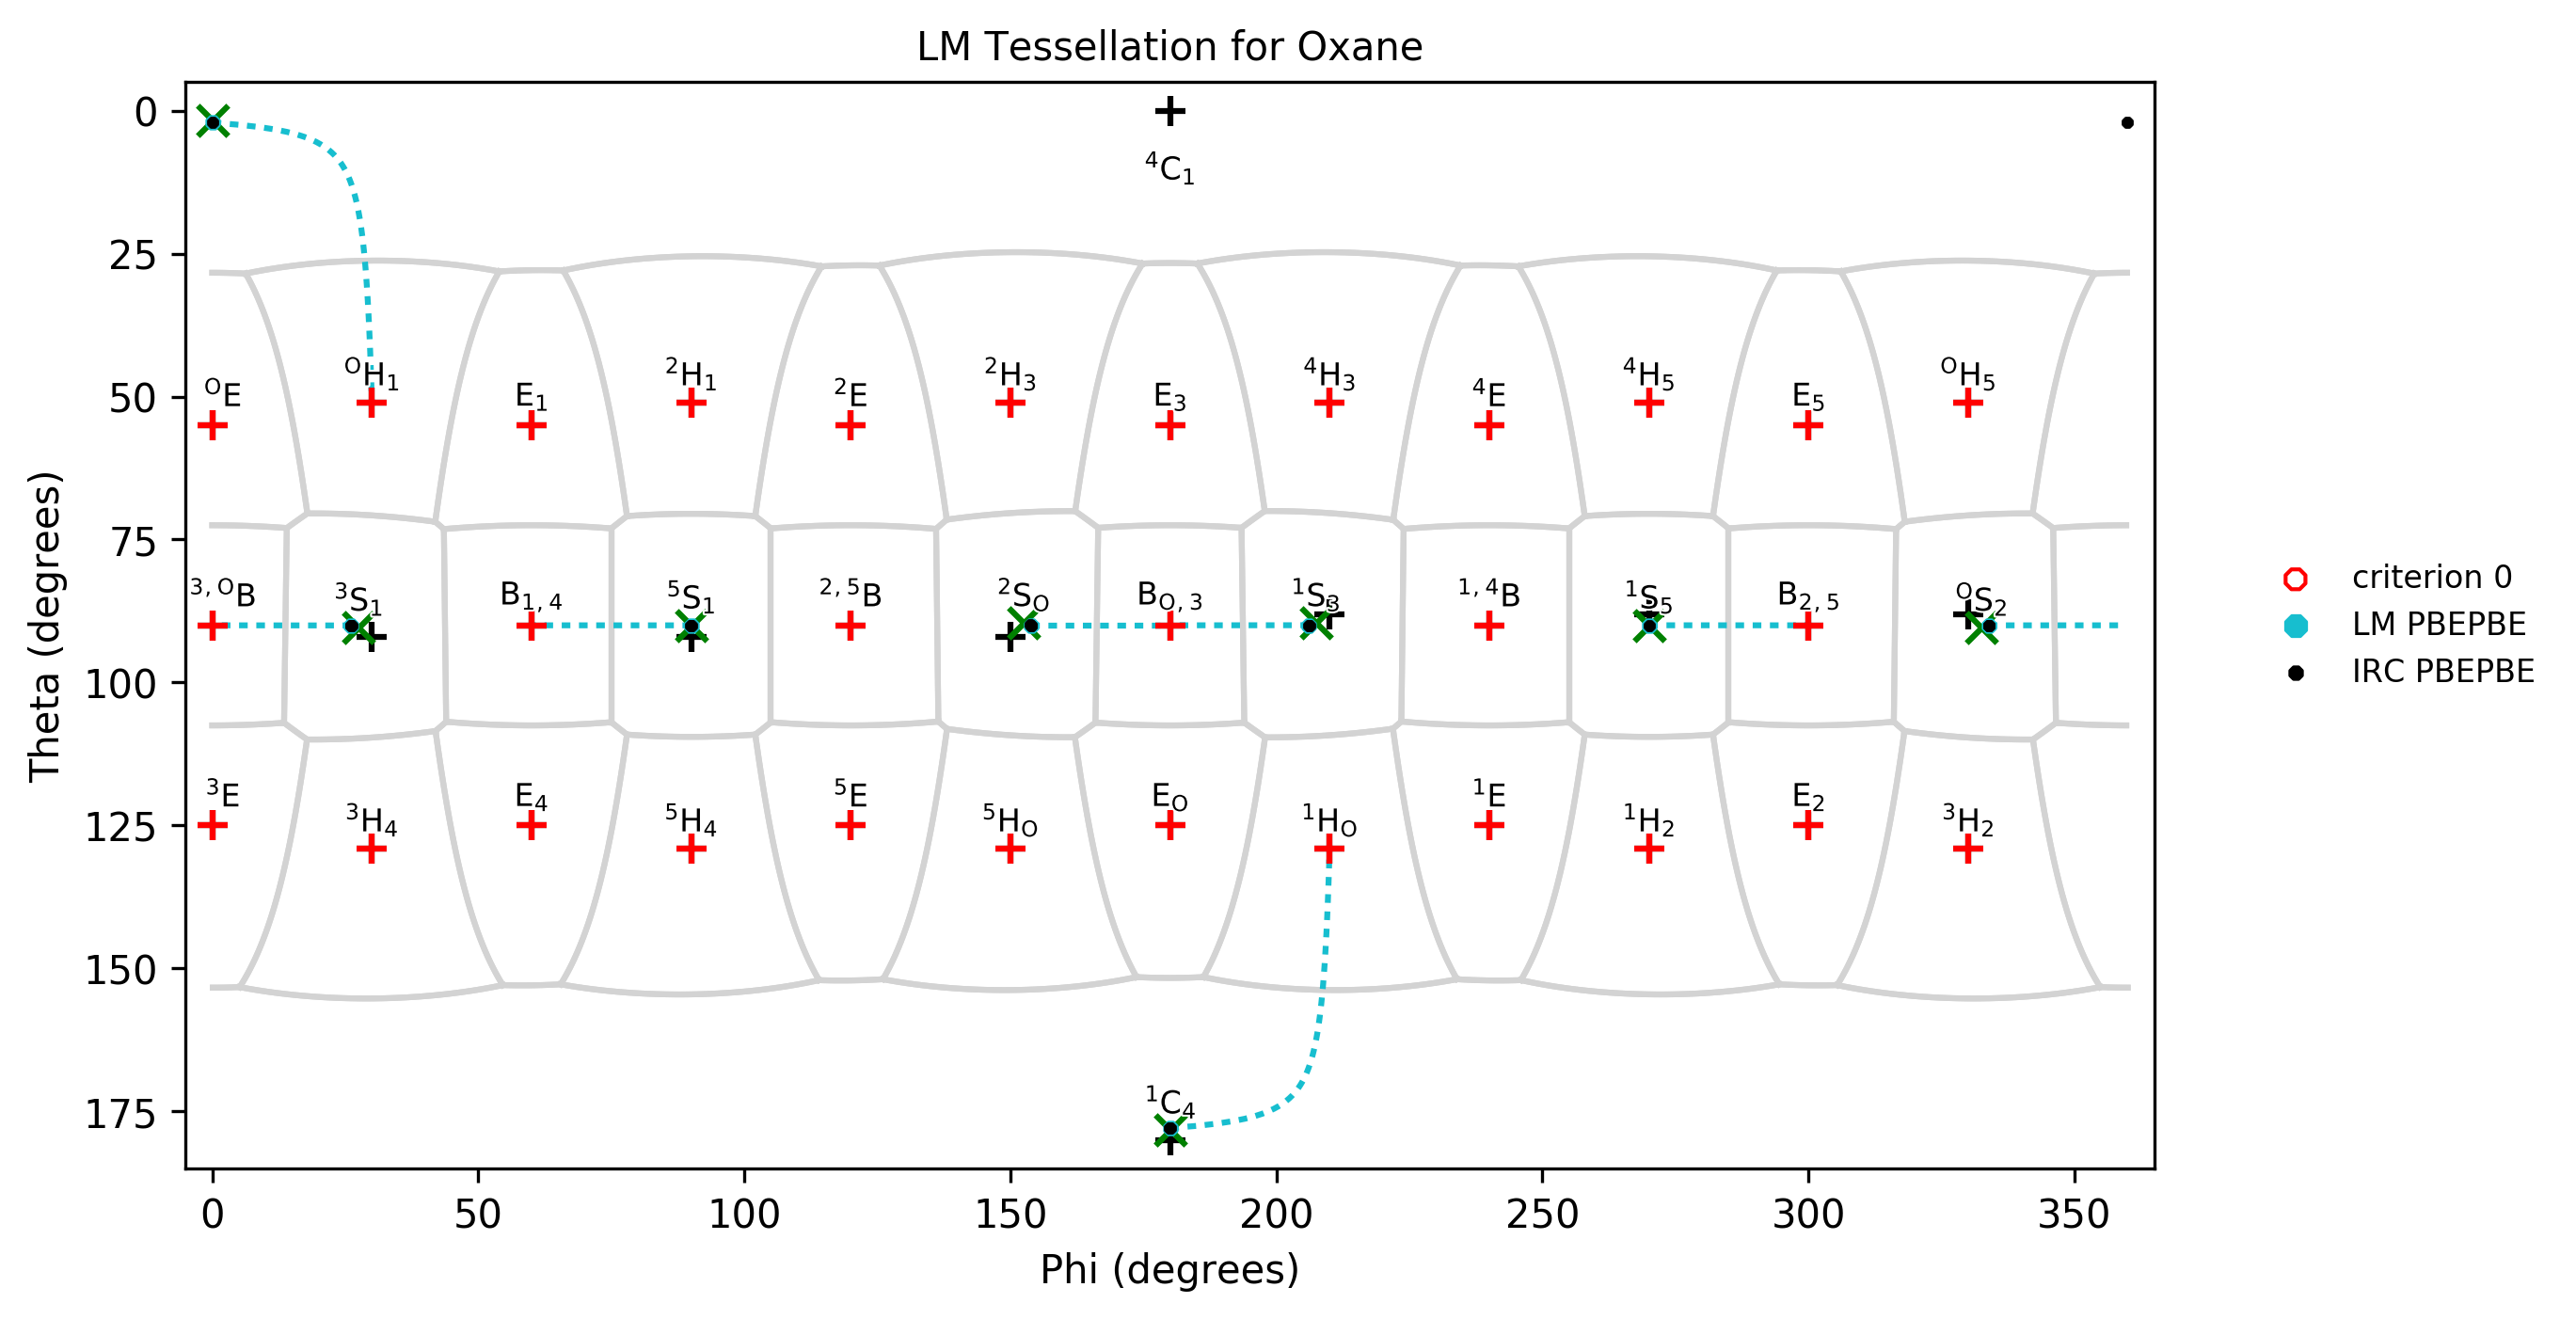 LM Tessellation for Oxane
0
⁴C₁
25
ᴼH₁ ²H₁ ²H₃ ⁴H₃ ⁴H₅ ᴼH₅
50
ᴼE E₁ ²E E₃ ⁴E E₅
75
³,ᴼB ³S₁ B₁,₄ ⁵S₁ ²,⁵B ²Sₒ Bₒ,₃ ¹S₃ ¹,⁴B ¹S₅ B₂,₅ ᴼS₂
100
³E E₄ ⁵E Eₒ ¹E E₂
125
³H₄ ⁵H₄ ⁵Hₒ ¹Hₒ ¹H₂ ³H₂
150
¹C₄
175
0 50 100 150 200 250 300 350
Phi (degrees)
Theta (degrees)
criterion 0
LM PBEPBE
IRC PBEPBE